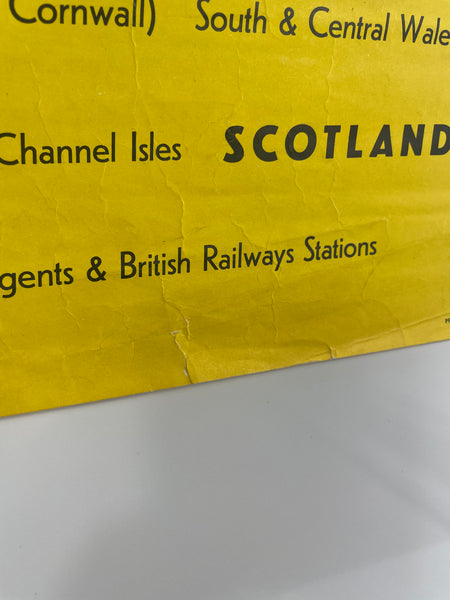 Cornwall) South & Central Wale
Channel Isles SCOTLAND
gents & British Railways Stations